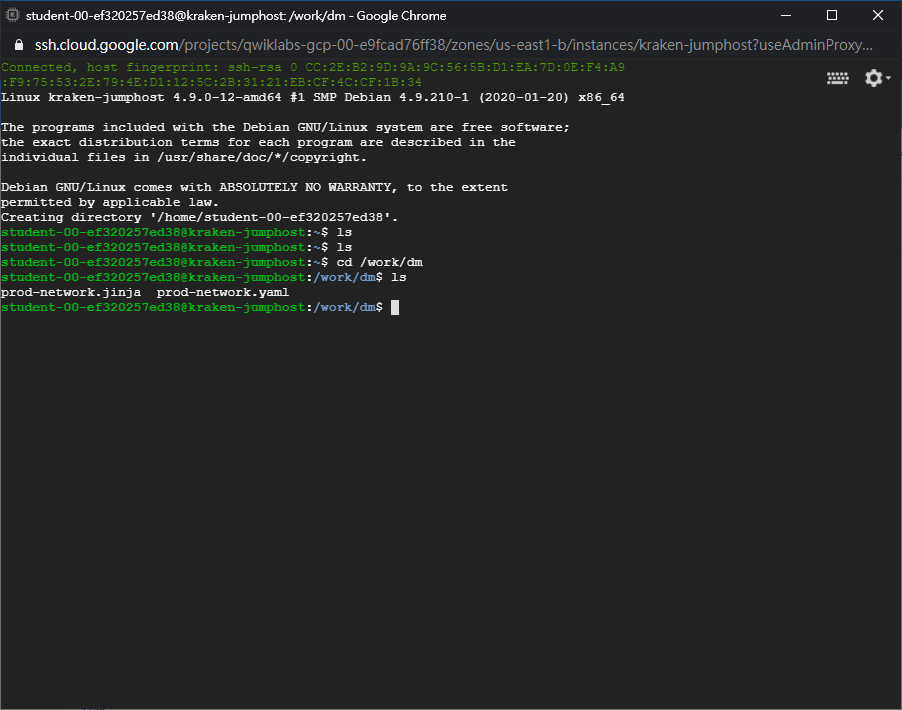 student-00-ef320257ed38@kraken-jumphost: /work/dm - Google Chrome
ssh.cloud.google.com/projects/qwiklabs-gcp-00-e9fcad76ff38/zones/us-east1-b/instances/kraken-jumphost?useAdminProxy...
Connected, host fingerprint: ssh-rsa 0 CC:2E:B2:9D:9A:9C:56:5B:D1:EA:7D:0E:F4:A9
:F9:75:53:2E:79:4E:D1:12:5C:2B:31:21:EB:CF:4C:CF:1B:34
Linux kraken-jumphost 4.9.0-12-amd64 #1 SMP Debian 4.9.210-1 (2020-01-20) x86_64
The programs included with the Debian GNU/Linux system are free software;
the exact distribution terms for each program are described in the
individual files in /usr/share/doc/*/copyright.
Debian GNU/Linux comes with ABSOLUTELY NO WARRANTY, to the extent
permitted by applicable law.
Creating directory '/home/student-00-ef320257ed38'.
student-00-ef320257ed38@kraken-jumphost:~$ ls
student-00-ef320257ed38@kraken-jumphost:~$ ls
student-00-ef320257ed38@kraken-jumphost:~$ cd /work/dm
student-00-ef320257ed38@kraken-jumphost:/work/dm$ ls
prod-network.jinja  prod-network.yaml
student-00-ef320257ed38@kraken-jumphost:/work/dm$